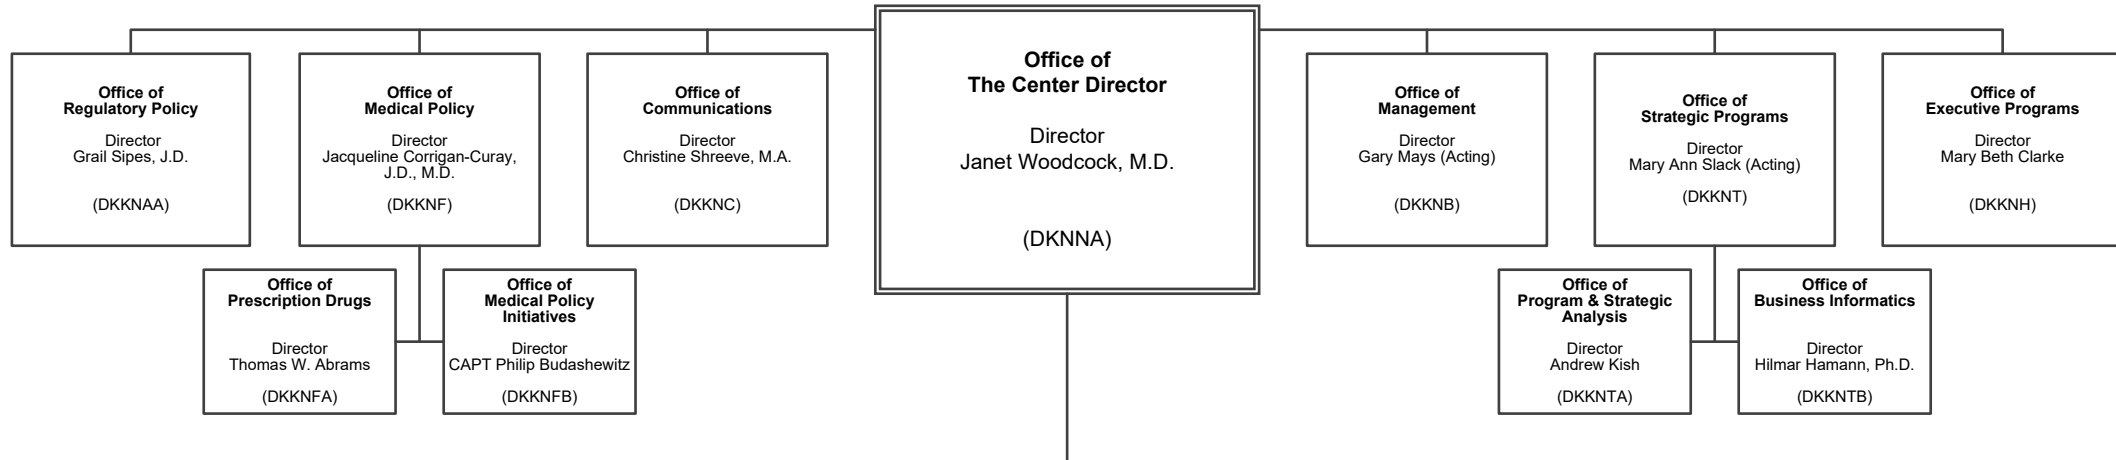 Office of
The Center Director
Director
Janet Woodcock, M.D.
(DKNNA)
Office of
Regulatory Policy
Director
Grail Sipes, J.D.
(DKKNAA)
Office of
Medical Policy
Director
Jacqueline Corrigan-Curay,
J.D., M.D.
(DKKNF)
Office of
Communications
Director
Christine Shreeve, M.A.
(DKKNC)
Office of
Management
Director
Gary Mays (Acting)
(DKKNB)
Office of
Strategic Programs
Director
Mary Ann Slack (Acting)
(DKKNT)
Office of
Executive Programs
Director
Mary Beth Clarke
(DKKNH)
Office of
Prescription Drugs
Director
Thomas W. Abrams
(DKKNFA)
Office of
Medical Policy
Initiatives
Director
CAPT Philip Budashewitz
(DKKNFB)
Office of
Program & Strategic
Analysis
Director
Andrew Kish
(DKKNTA)
Office of
Business Informatics
Director
Hilmar Hamann, Ph.D.
(DKKNTB)